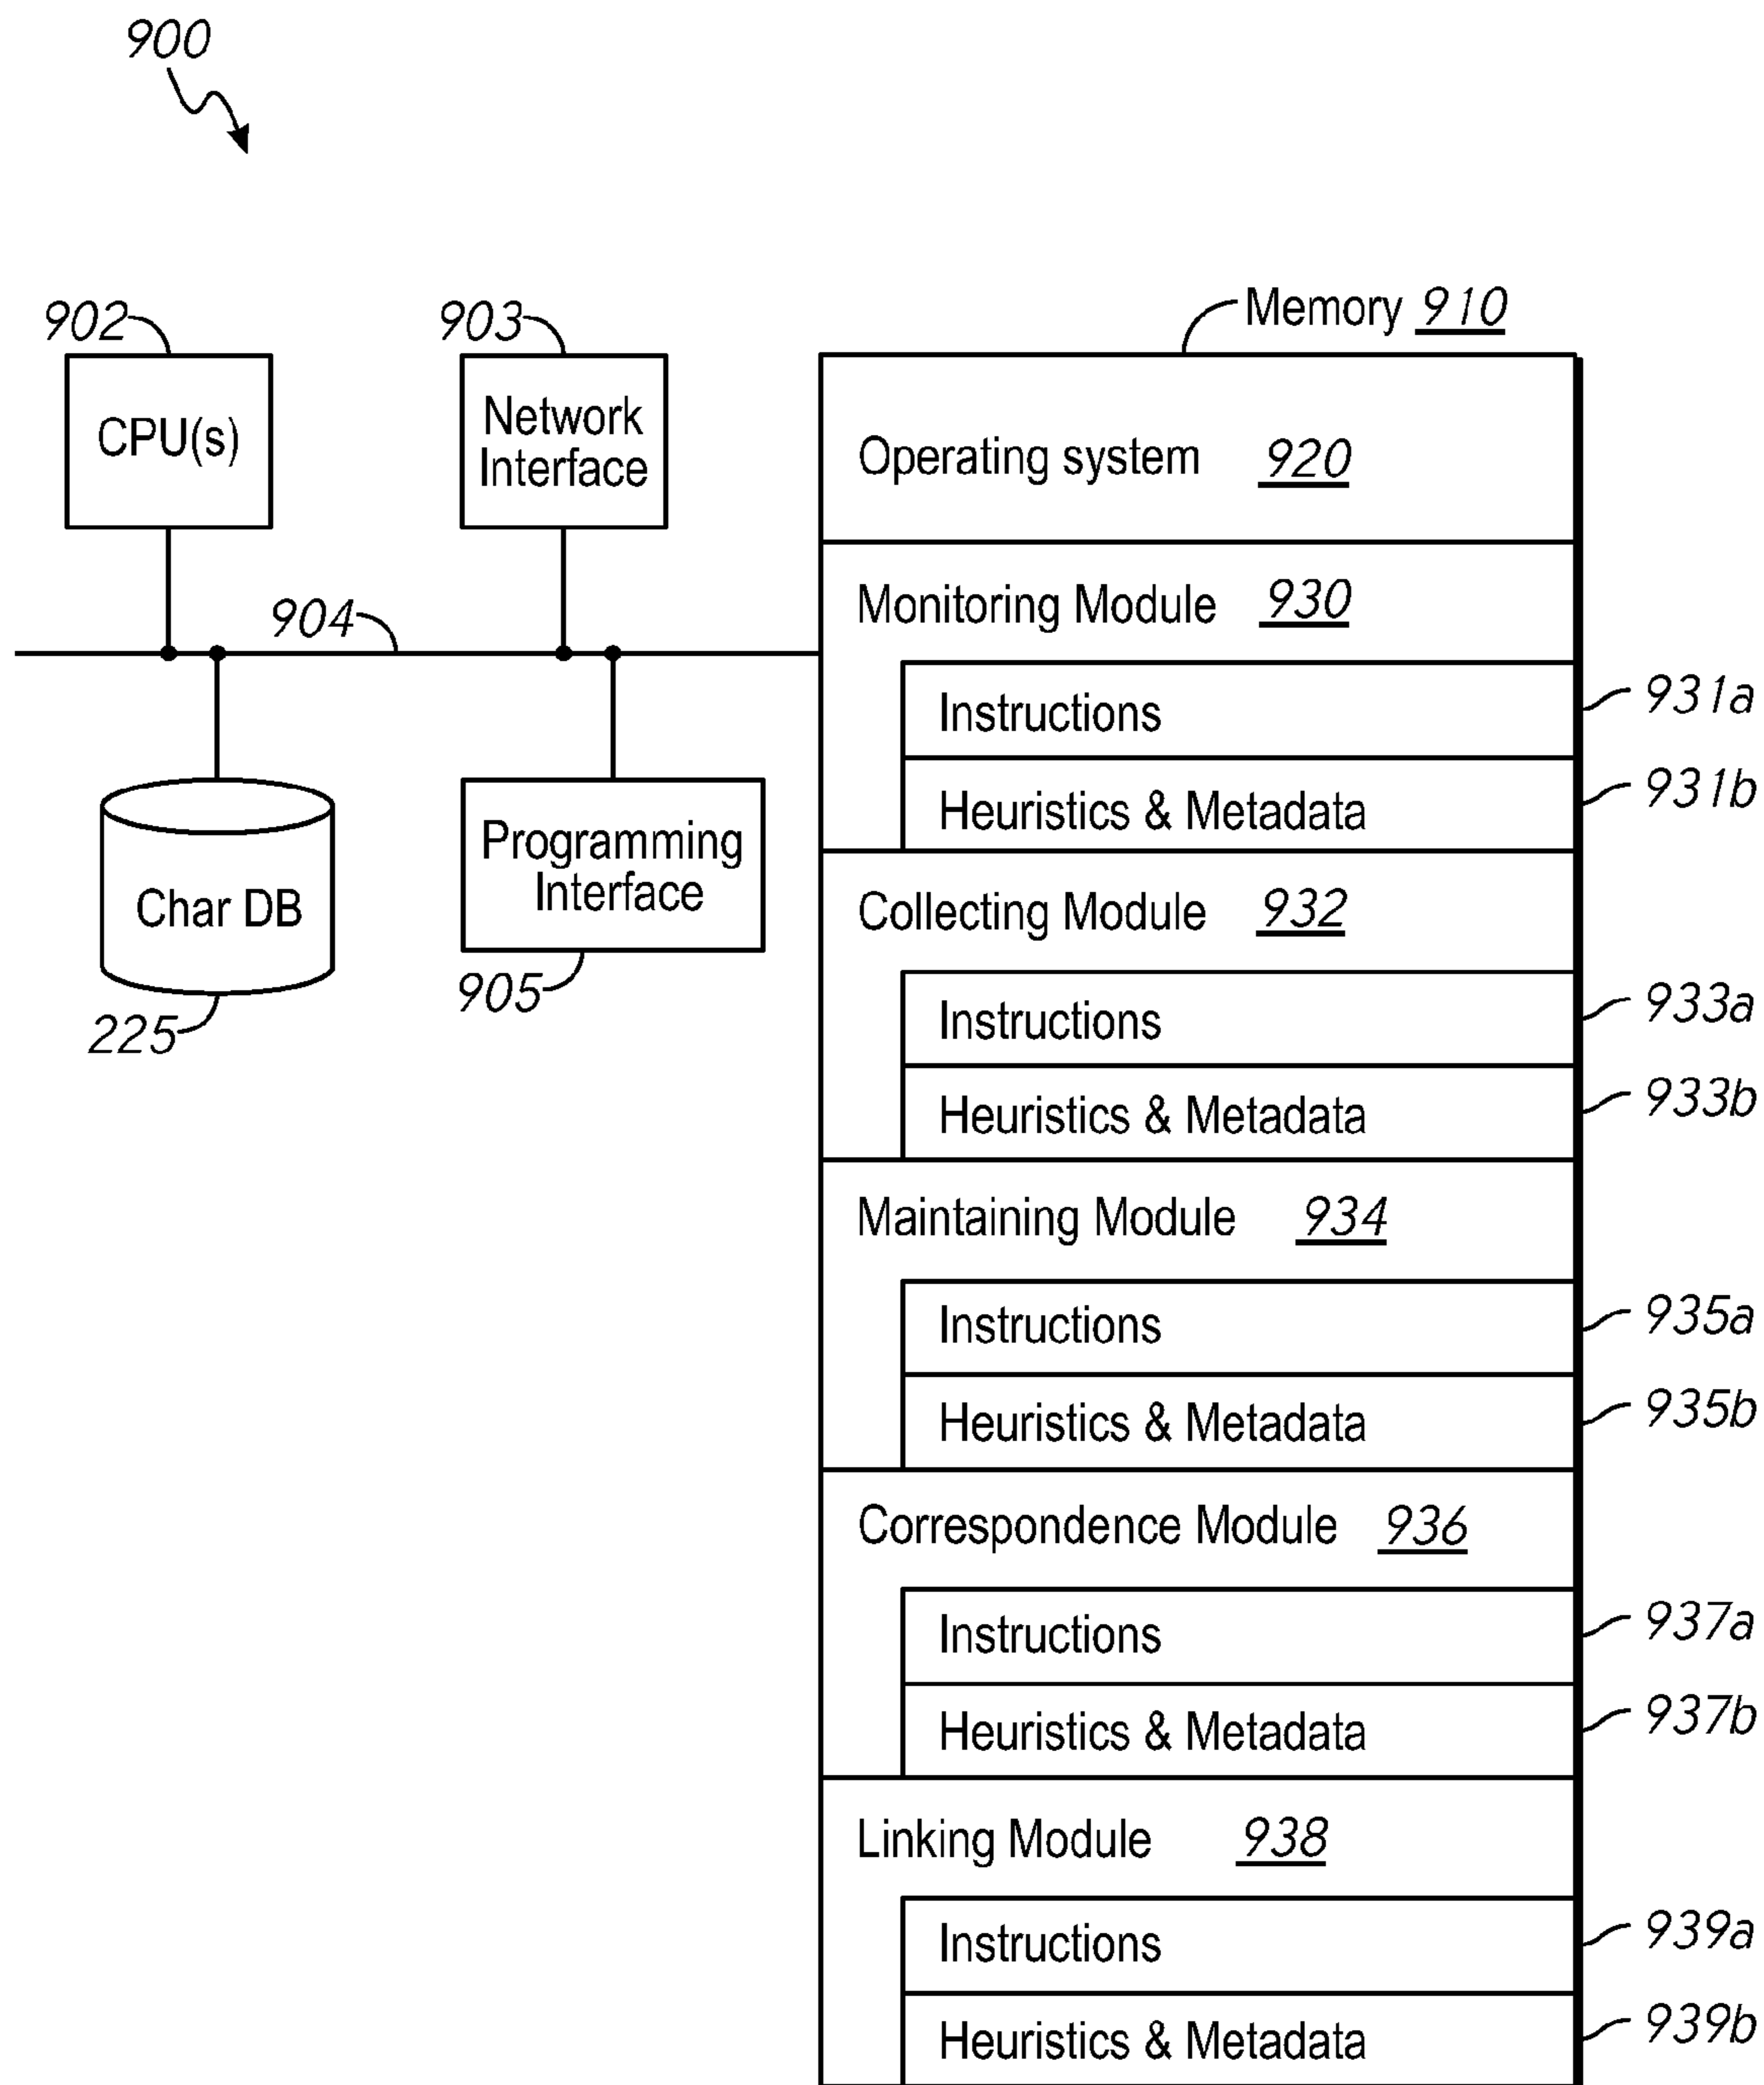 900
902
903
Memory 910
CPU(s)
Network
Interface
Operating system 920
904
Monitoring Module 930
Instructions
931a
Heuristics & Metadata
931b
Char DB
225
Programming
Interface
905
Collecting Module 932
Instructions
933a
Heuristics & Metadata
933b
Maintaining Module 934
Instructions
935a
Heuristics & Metadata
935b
Correspondence Module 936
Instructions
937a
Heuristics & Metadata
937b
Linking Module 938
Instructions
939a
Heuristics & Metadata
939b